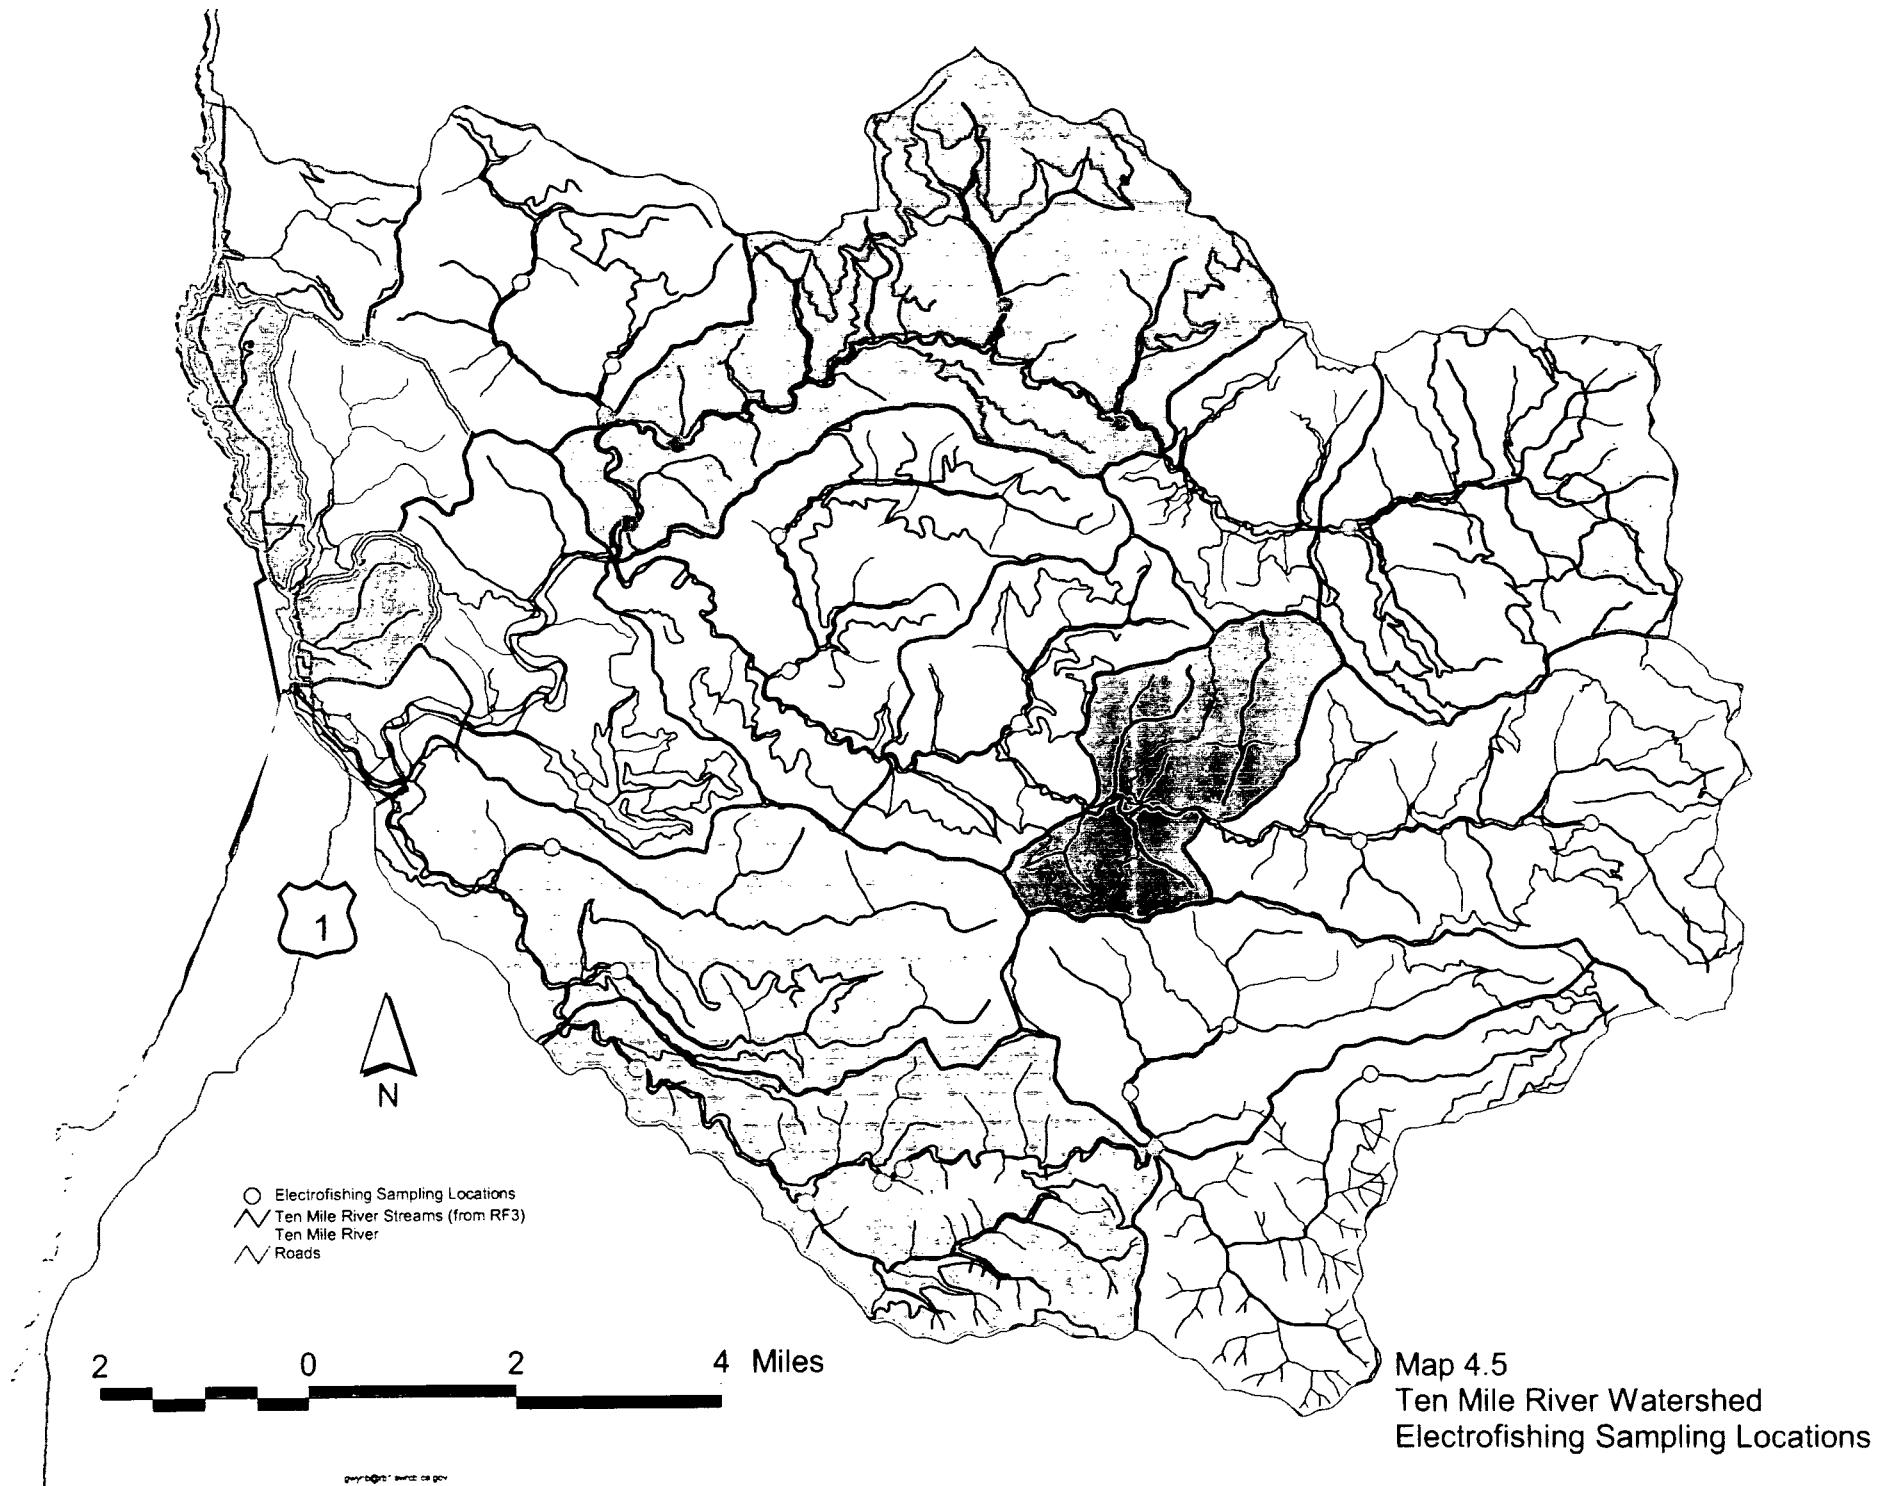 1
N
Electrofishing Sampling Locations
Ten Mile River Streams (from RF3)
Ten Mile River
Roads
2 0 2 4 Miles
Map 4.5
Ten Mile River Watershed
Electrofishing Sampling Locations